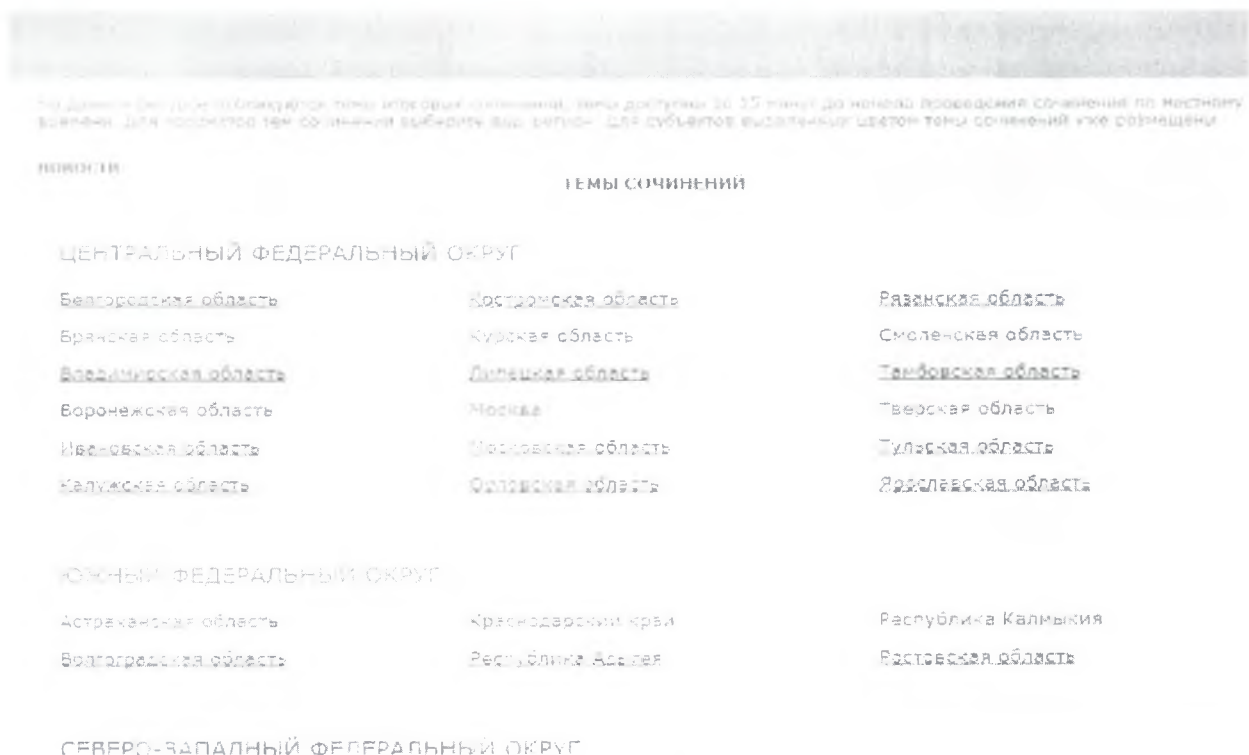 На данном ресурсе публикуются темы итоговых сочинений, темы доступны за 15 минут до начала проведения сочинения по местному
времени. Для просмотра тем сочинений выберите ваш регион. Для субъектов выделенных цветом темы сочинений уже размещены
НОВОСТИ
ТЕМЫ СОЧИНЕНИЙ
ЦЕНТРАЛЬНЫЙ ФЕДЕРАЛЬНЫЙ ОКРУГ
Белгородская область Костромская область Рязанская область
Брянская область Курская область Смоленская область
Владимирская область Липецкая область Тамбовская область
Воронежская область Москва Тверская область
Ивановская область Московская область Тульская область
Калужская область Орловская область Ярославская область
ЮЖНЫЙ ФЕДЕРАЛЬНЫЙ ОКРУГ
Астраханская область Краснодарский край Республика Калмыкия
Волгоградская область Республика Адыгея Ростовская область
СЕВЕРО-ЗАПАДНЫЙ ФЕДЕРАЛЬНЫЙ ОКРУГ